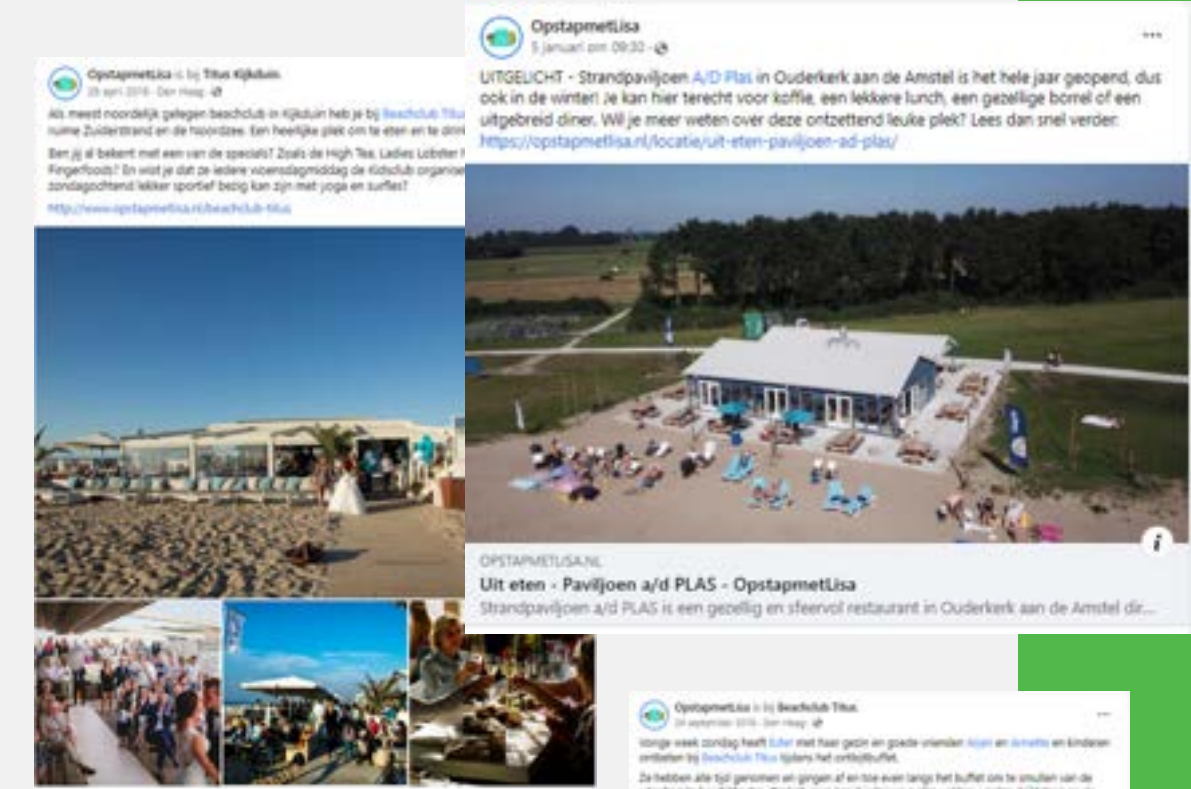 OpstapmetLisa is bij Titus Kijkduin.
Den Haag
Als meest noordelijk gelegen beachclub in Kijkduin heb je bij Beachclub Titus
ruime Zuiderstrand en de Noordzee. Een heerlijke plek om te eten en te
Ben jij al bekent met een van de specials? Zoals de High Tea, Ladies Lobster
Fingerfoods? En wist je dat ze iedere woensdagmiddag de Kidsclub
zondagochtend lekker sportief bezig kan zijn met yoga en surfles?
http://www.opstapmetlisa.nl/beachclub-titus
OpstapmetLisa
5 januari om 09:30
UITGELICHT - Strandpaviljoen A/D Plas in Ouderkerk aan de Amstel is het hele jaar geopend, dus
ook in de winter! Je kan hier terecht voor koffie, een lekkere lunch, een gezellige borrel of een
uitgebreid diner. Wil je meer weten over deze ontzettend leuke plek? Lees dan snel verder:
https://opstapmetlisa.nl/locatie/uit-eten-paviljoen-ad-plas/
i
OPSTAPMETLISA.NL
Uit eten - Paviljoen a/d PLAS - OpstapmetLisa
Strandpaviljoen a/d PLAS is een gezellig en sfeervol restaurant in Ouderkerk aan de Amstel dir...
OpstapmetLisa is bij Beachclub Titus.
Den Haag
Vorige week zondag heeft met haar gezin en goede vrienden en en kinderen
ontbeten bij Beachclub Titus tijdens het ontbijtbuffet.
Ze hebben alle tijd genomen en gingen af en toe even langs het buffet om te smullen van de